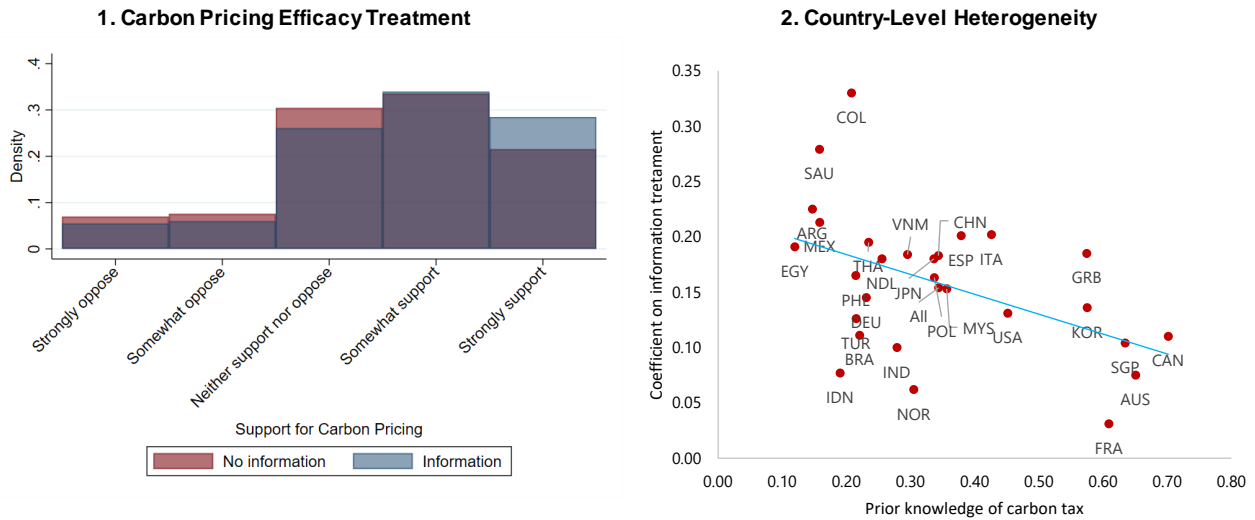 1. Carbon Pricing Efficacy Treatment
.4
.3
.2
.1
0
Density
Strongly oppose
Somewhat oppose
Neither support nor oppose
Somewhat support
Strongly support
Support for Carbon Pricing
No information
Information
2. Country-Level Heterogeneity
0.35
0.30
0.25
0.20
0.15
0.10
0.05
0.00
Coefficient on information tretament
COL
SAU
ARG
MEX
EGY
THA
VNM
CHN
ESP
ITA
GRB
NDL
JPN
PHL
DEU
All
POL
MYS
USA
KOR
TUR
BRA
IND
SGP
CAN
IDN
NOR
AUS
FRA
0.00 0.10 0.20 0.30 0.40 0.50 0.60 0.70 0.80
Prior knowledge of carbon tax